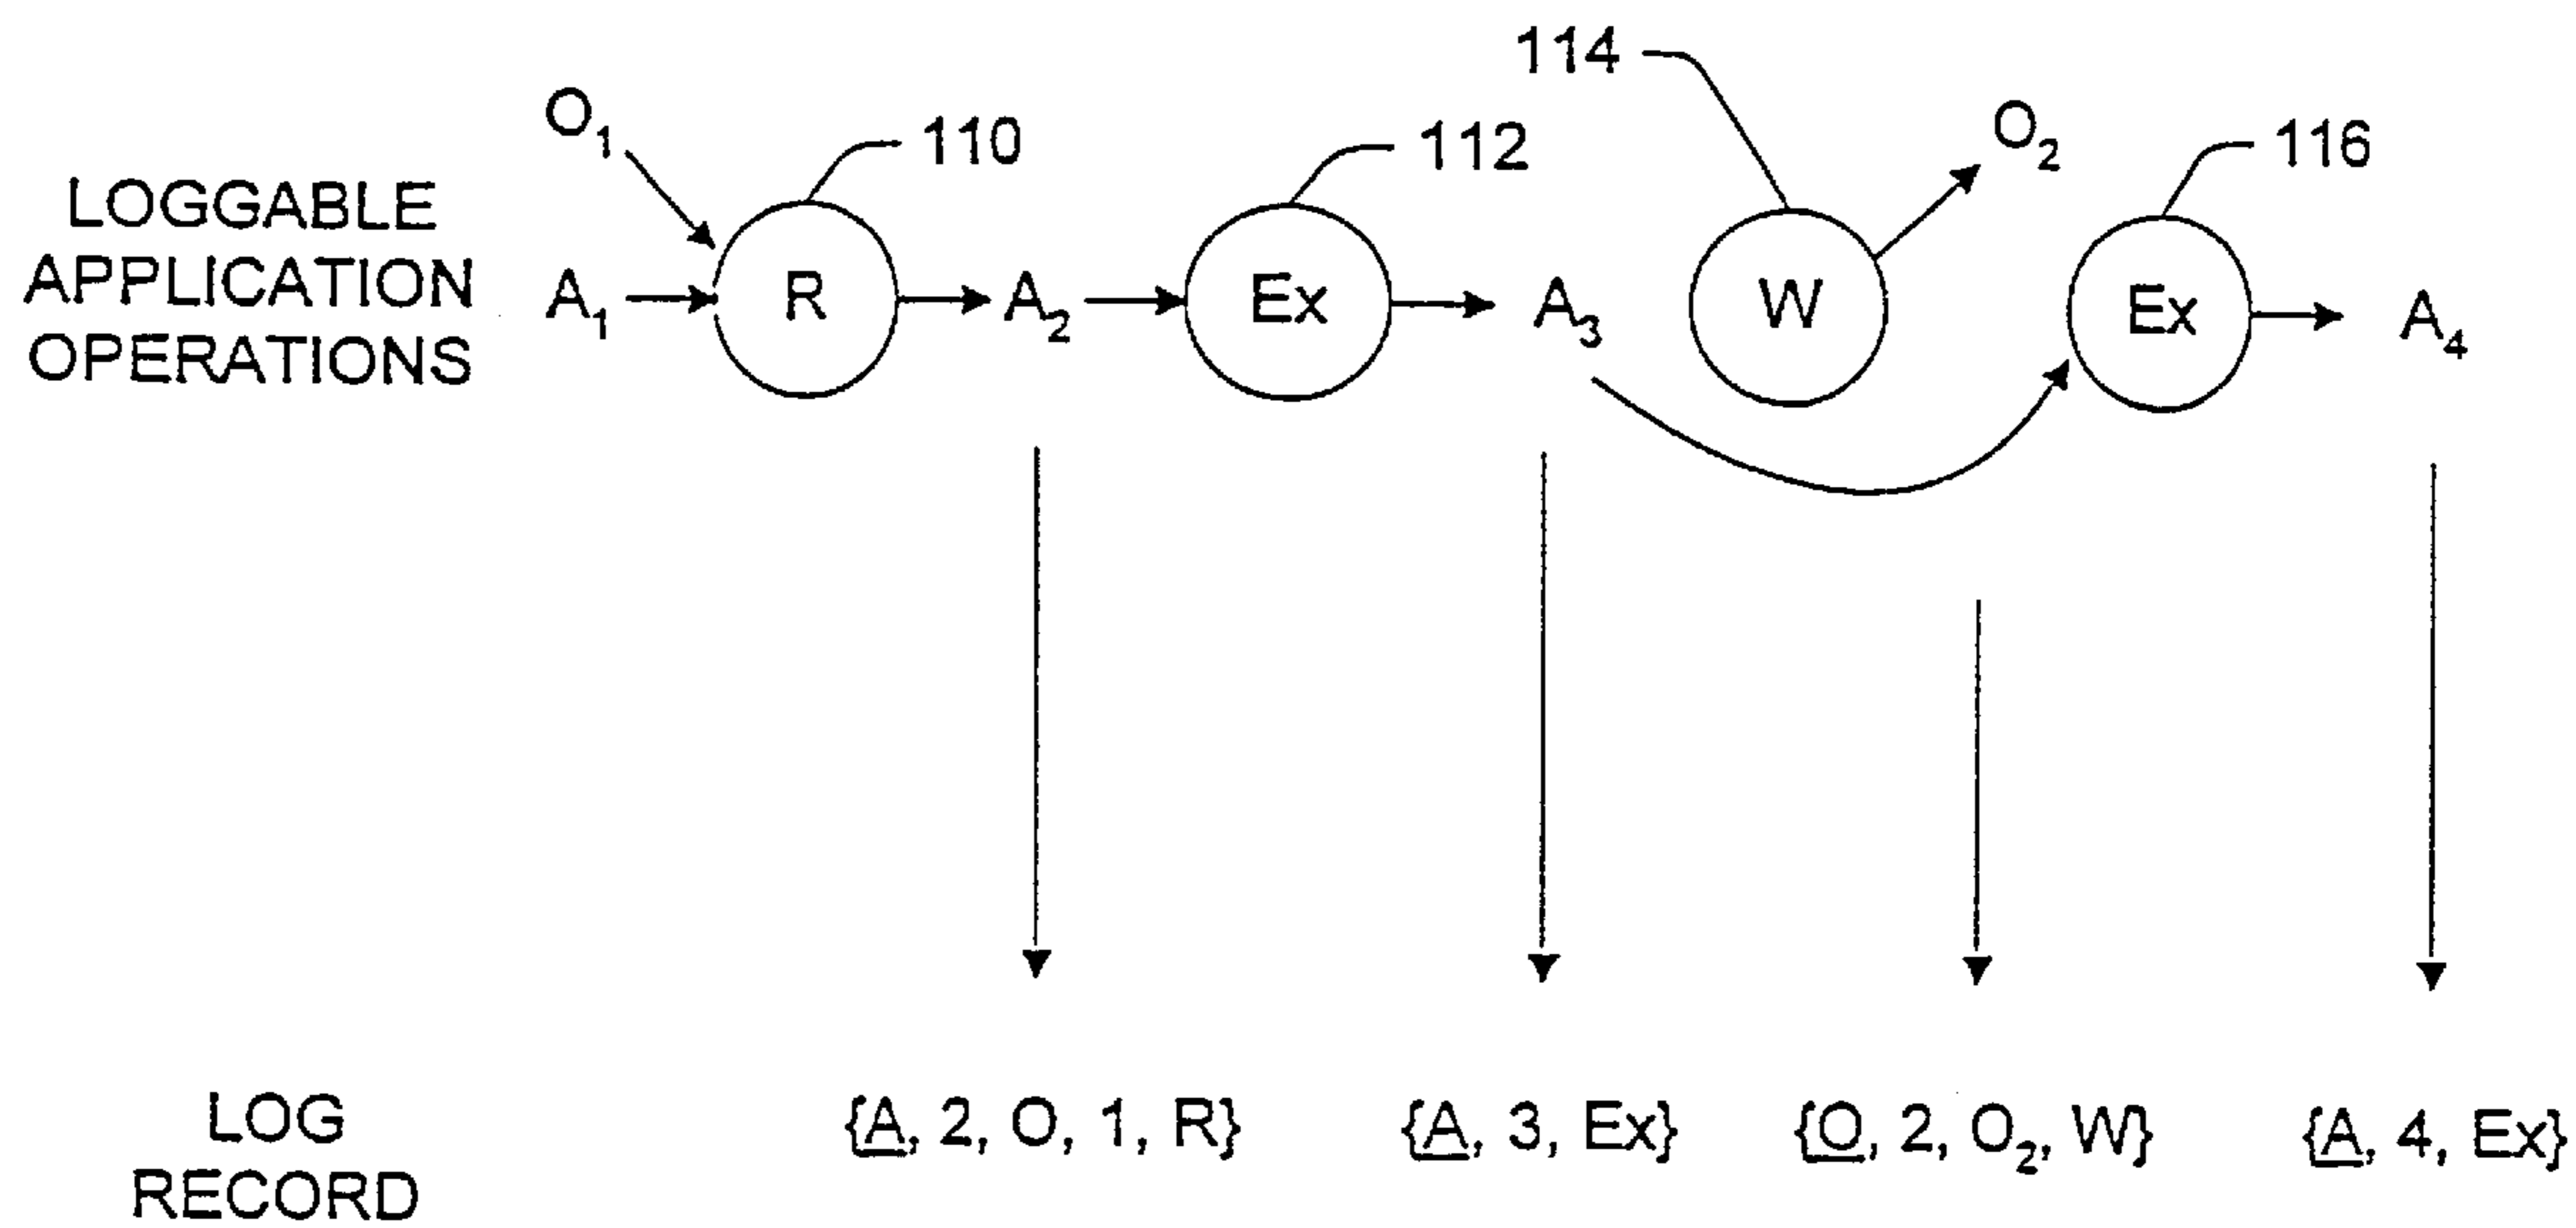 114
O₁
110
112
O₂
116
LOGGABLE
APPLICATION
OPERATIONS
A₁ R A₂ Ex A₃ W Ex A₄
LOG
RECORD
{A, 2, O, 1, R} {A, 3, Ex} {O, 2, O₂, W} {A, 4, Ex}